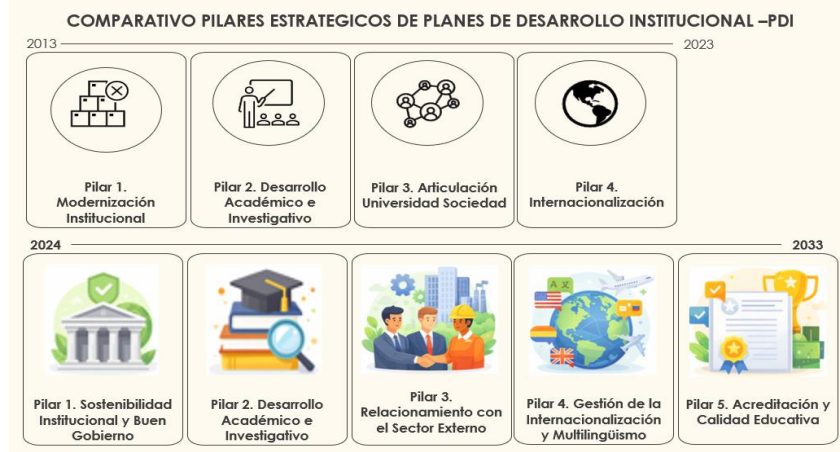 COMPARATIVO PILARES ESTRATEGICOS DE PLANES DE DESARROLLO INSTITUCIONAL –PDI
2013
2023
Pilar 1.
Modernización
Institucional
Pilar 2. Desarrollo
Académico e
Investigativo
Pilar 3. Articulación
Universidad Sociedad
Pilar 4.
Internacionalización
2024
2033
Pilar 1. Sostenibilidad
Institucional y Buen
Gobierno
Pilar 2. Desarrollo
Académico e
Investigativo
Pilar 3.
Relacionamiento con
el Sector Externo
A
Pilar 4. Gestión de la
Internacionalización
y Multilingüismo
Pilar 5. Acreditación y
Calidad Educativa